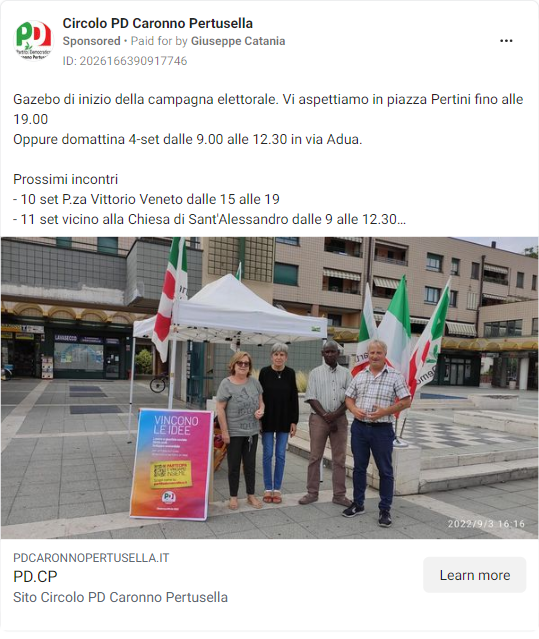 Circolo PD Caronno Pertusella
Sponsored • Paid for by Giuseppe Catania
ID: 2026166390917746
Gazebo di inizio della campagna elettorale. Vi aspettiamo in piazza Pertini fino alle
19.00
Oppure domattina 4-set dalle 9.00 alle 12.30 in via Adua.
Prossimi incontri
- 10 set P.za Vittorio Veneto dalle 15 alle 19
- 11 set vicino alla Chiesa di Sant'Alessandro dalle 9 alle 12.30...
LAVASECCO
VINCONO
LE IDEE
PARTECIPA
INSIEME
PD
2022/9/3 16:16
PDCARONNOPERTUSELLA.IT
PD.CP
Sito Circolo PD Caronno Pertusella
Learn more